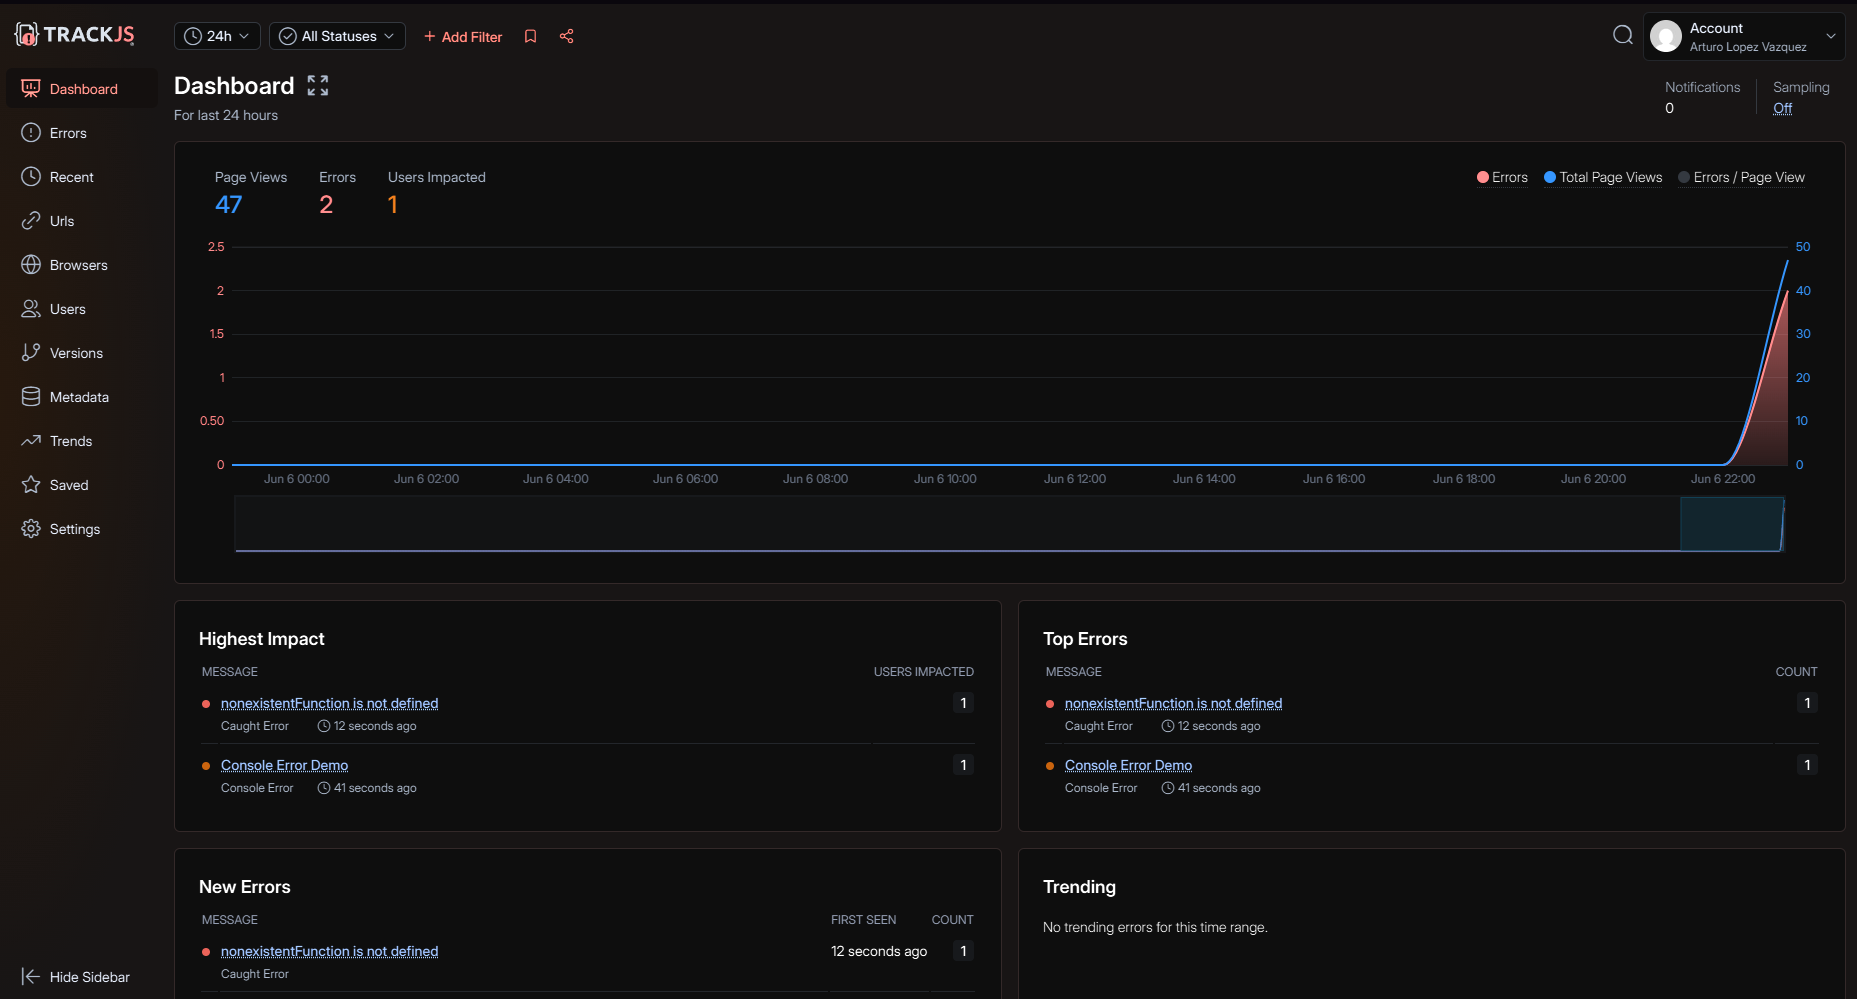 TRACKJS
24h
All Statuses
Add Filter
Account
Arturo Lopez Vazquez
Dashboard
Errors
Recent
Urls
Browsers
Users
Versions
Metadata
Trends
Saved
Settings
Hide Sidebar
Dashboard
For last 24 hours
Notifications
0
Sampling
Off
Page Views
47
Errors
2
Users Impacted
1
Errors
Total Page Views
Errors / Page View
2.5
2
1.5
1
0.50
0
50
40
30
20
10
0
Jun 6 00:00
Jun 6 02:00
Jun 6 04:00
Jun 6 06:00
Jun 6 08:00
Jun 6 10:00
Jun 6 12:00
Jun 6 14:00
Jun 6 16:00
Jun 6 18:00
Jun 6 20:00
Jun 6 22:00
Highest Impact
MESSAGE USERS IMPACTED
nonexistentFunction is not defined 1
Caught Error 12 seconds ago
Console Error Demo 1
Console Error 41 seconds ago
Top Errors
MESSAGE COUNT
nonexistentFunction is not defined 1
Caught Error 12 seconds ago
Console Error Demo 1
Console Error 41 seconds ago
New Errors
MESSAGE FIRST SEEN COUNT
nonexistentFunction is not defined 12 seconds ago 1
Caught Error
Trending
No trending errors for this time range.